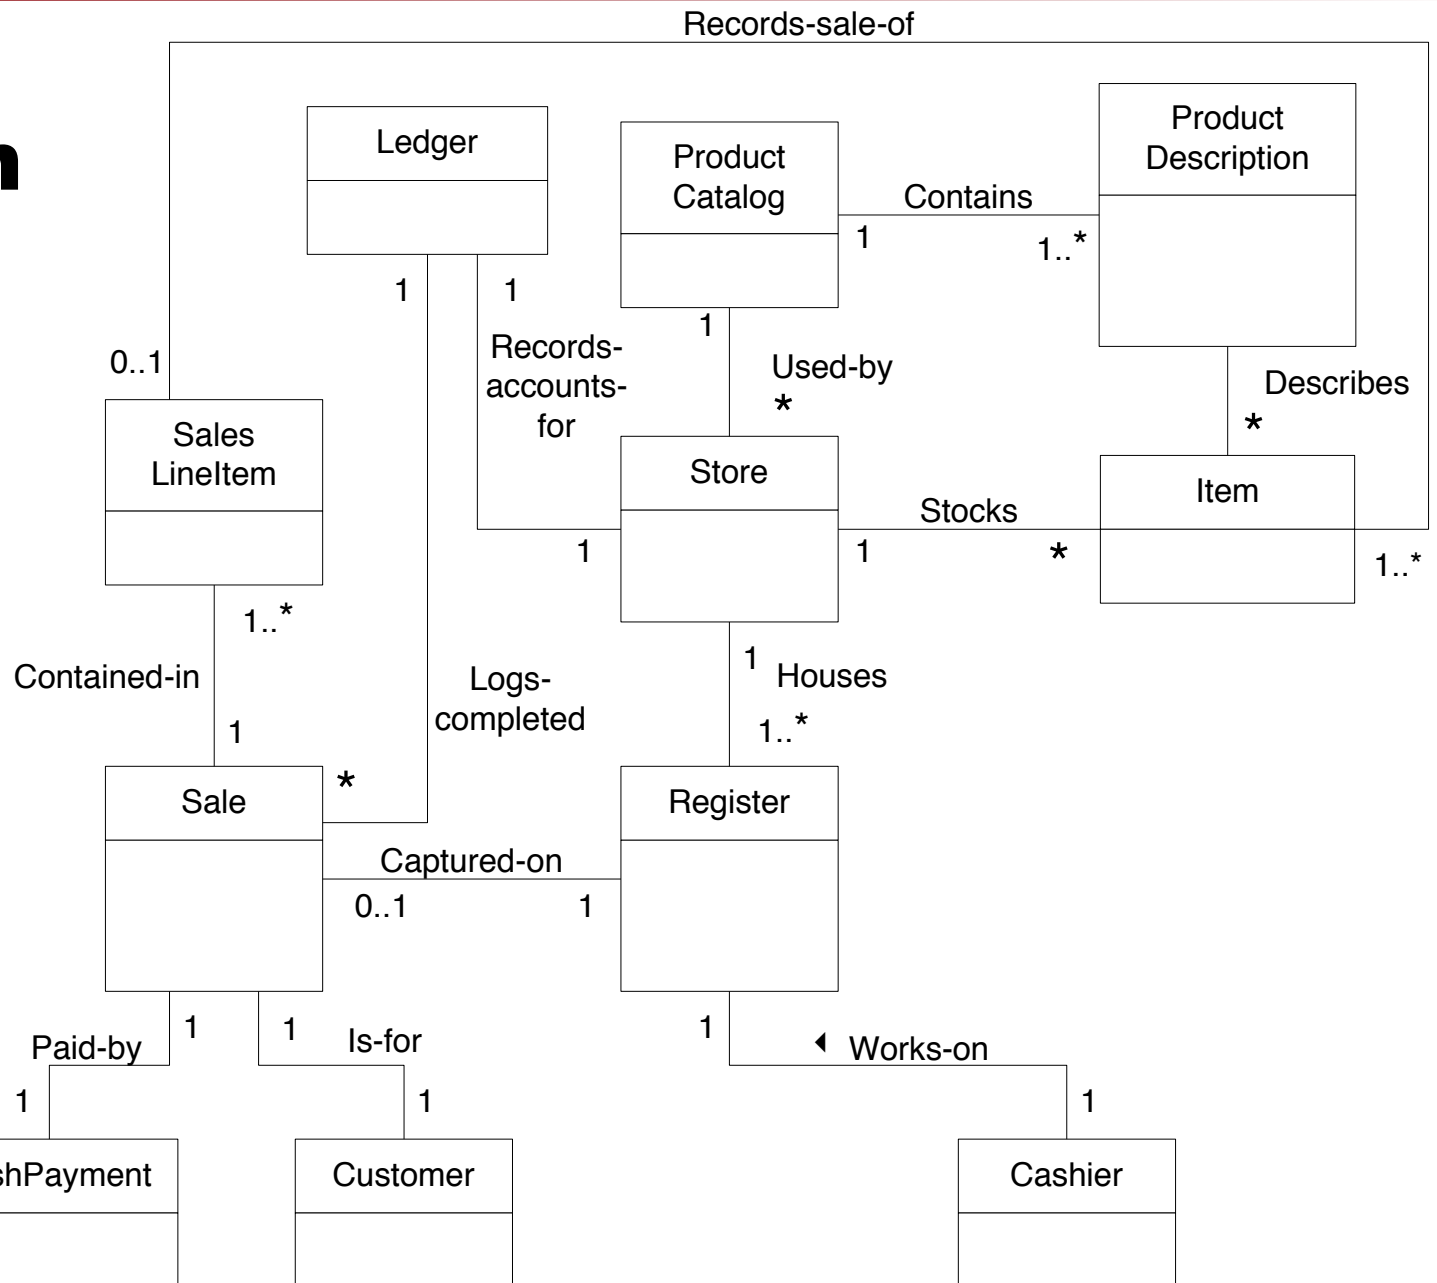 Records-sale-of
n
Ledger
Product
Catalog
Product
Description
Contains
1
1..*
1
1
1
Records-
accounts-
for
Used-by
*
0..1
Describes
*
Sales
LineItem
Store
Item
Stocks
1
1
*
1..*
1..*
Contained-in
1
Logs-
completed
1
Houses
1..*
*
Sale
Register
Captured-on
0..1
1
Paid-by
1
1
Is-for
1
Works-on
1
1
1
shPayment
Customer
Cashier